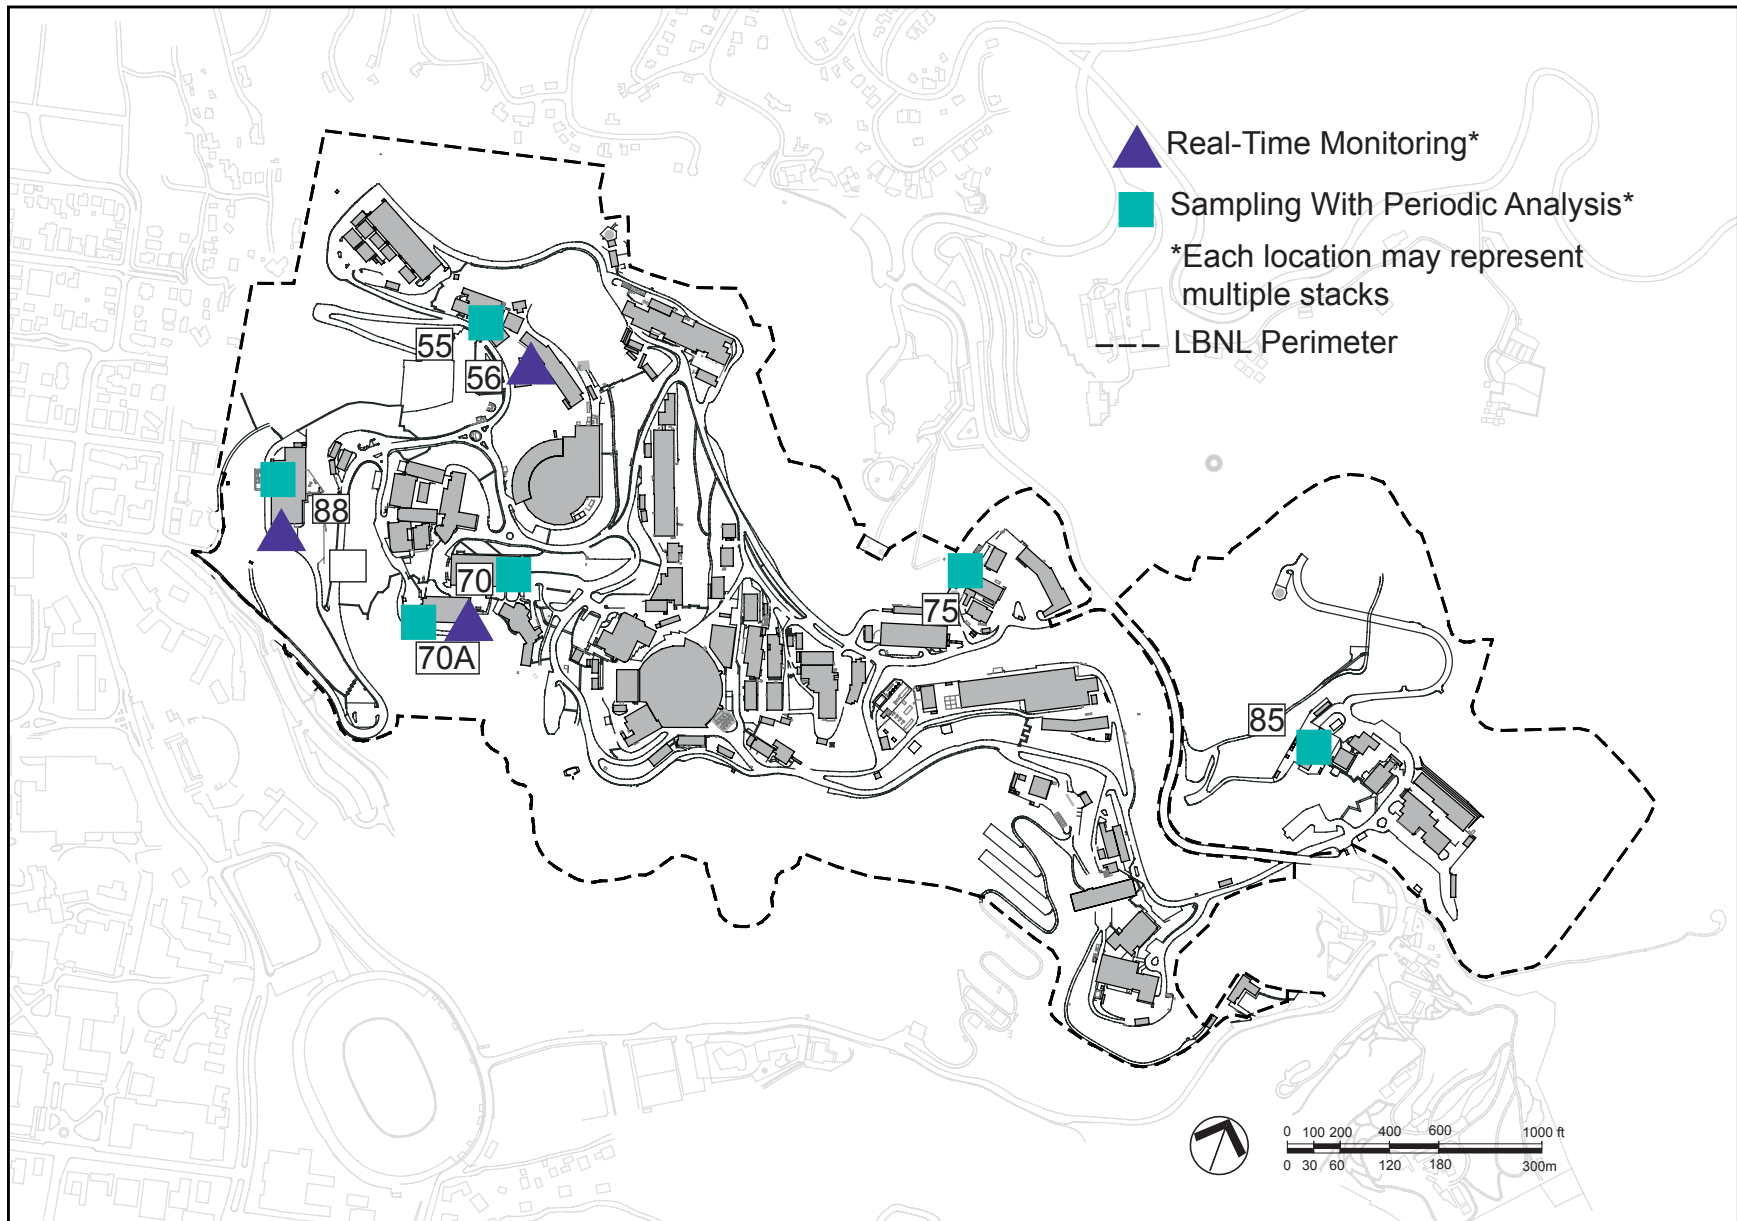 Real-Time Monitoring*
Sampling With Periodic Analysis*
*Each location may represent
multiple stacks
LBNL Perimeter
55
56
88
70
70A
75
85
0 100 200 400 600 1000 ft
0 30 60 120 180 300m